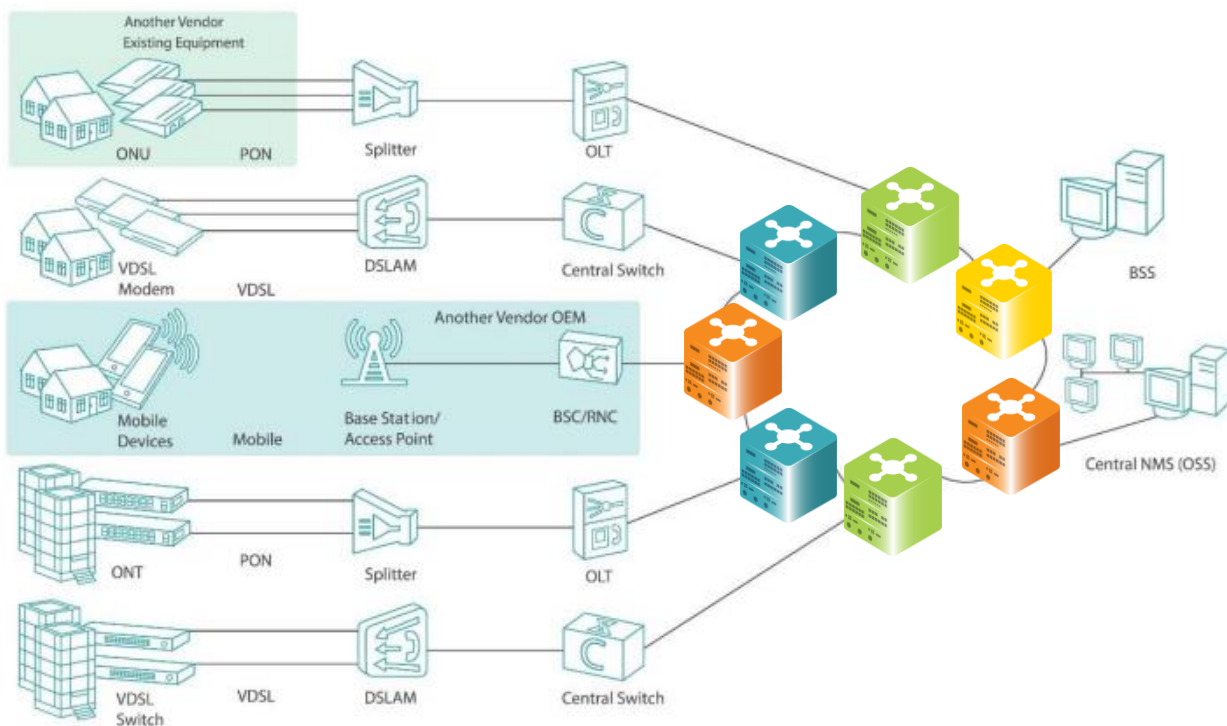 Another Vendor
Existing Equipment
ONU
PON
Splitter
OLT
VDSL
Modem
VDSL
DSLAM
Central Switch
BSS
Another Vendor OEM
Mobile
Devices
Mobile
Base Station/
Access Point
BSC/RNC
Central NMS (OSS)
ONT
PON
Splitter
OLT
VDSL
Switch
VDSL
DSLAM
Central Switch